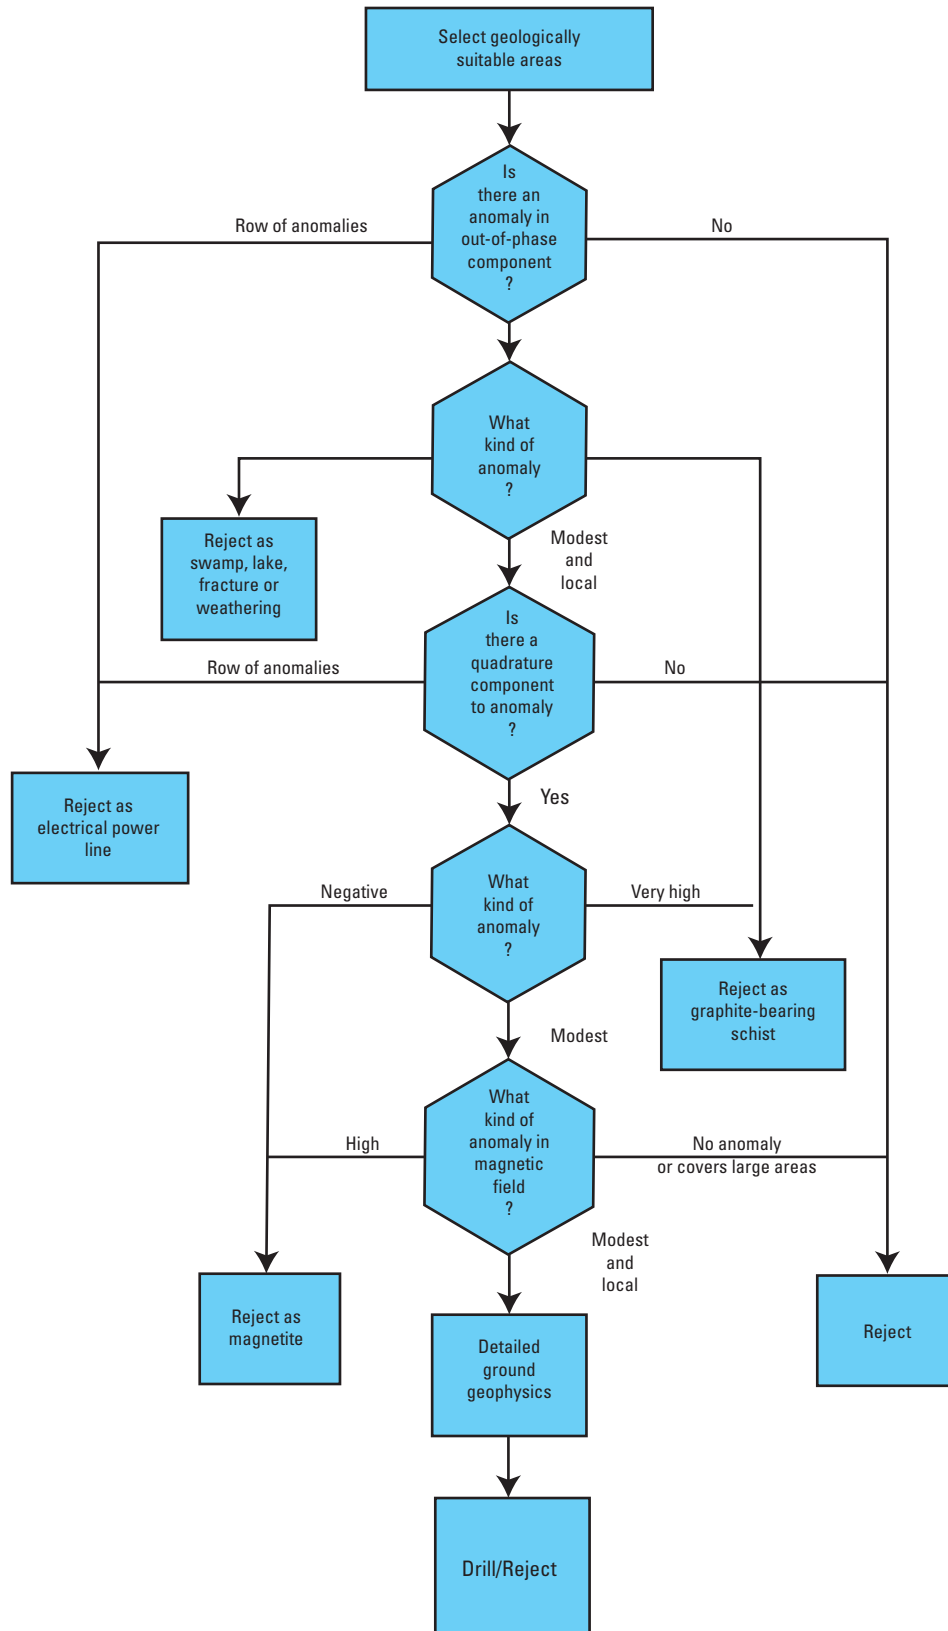 Select geologically
suitable areas
Is
there an
anomaly in
out-of-phase
component
?
Row of anomalies
No
What
kind of
anomaly
?
Reject as
swamp, lake,
fracture or
weathering
Modest
and
local
Is
there a
quadrature
component
to anomaly
?
Row of anomalies
No
Reject as
electrical power
line
Yes
What
kind of
anomaly
?
Negative
Very high
Reject as
graphite-bearing
schist
Modest
What
kind of
anomaly in
magnetic
field
?
High
No anomaly
or covers large areas
Modest
and
local
Reject as
magnetite
Detailed
ground
geophysics
Reject
Drill/Reject